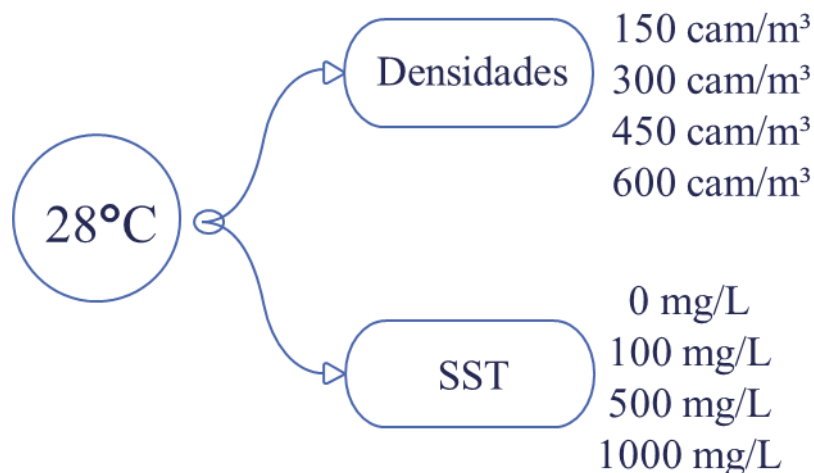 28°C
Densidades
150 cam/m³
300 cam/m³
450 cam/m³
600 cam/m³
SST
0 mg/L
100 mg/L
500 mg/L
1000 mg/L